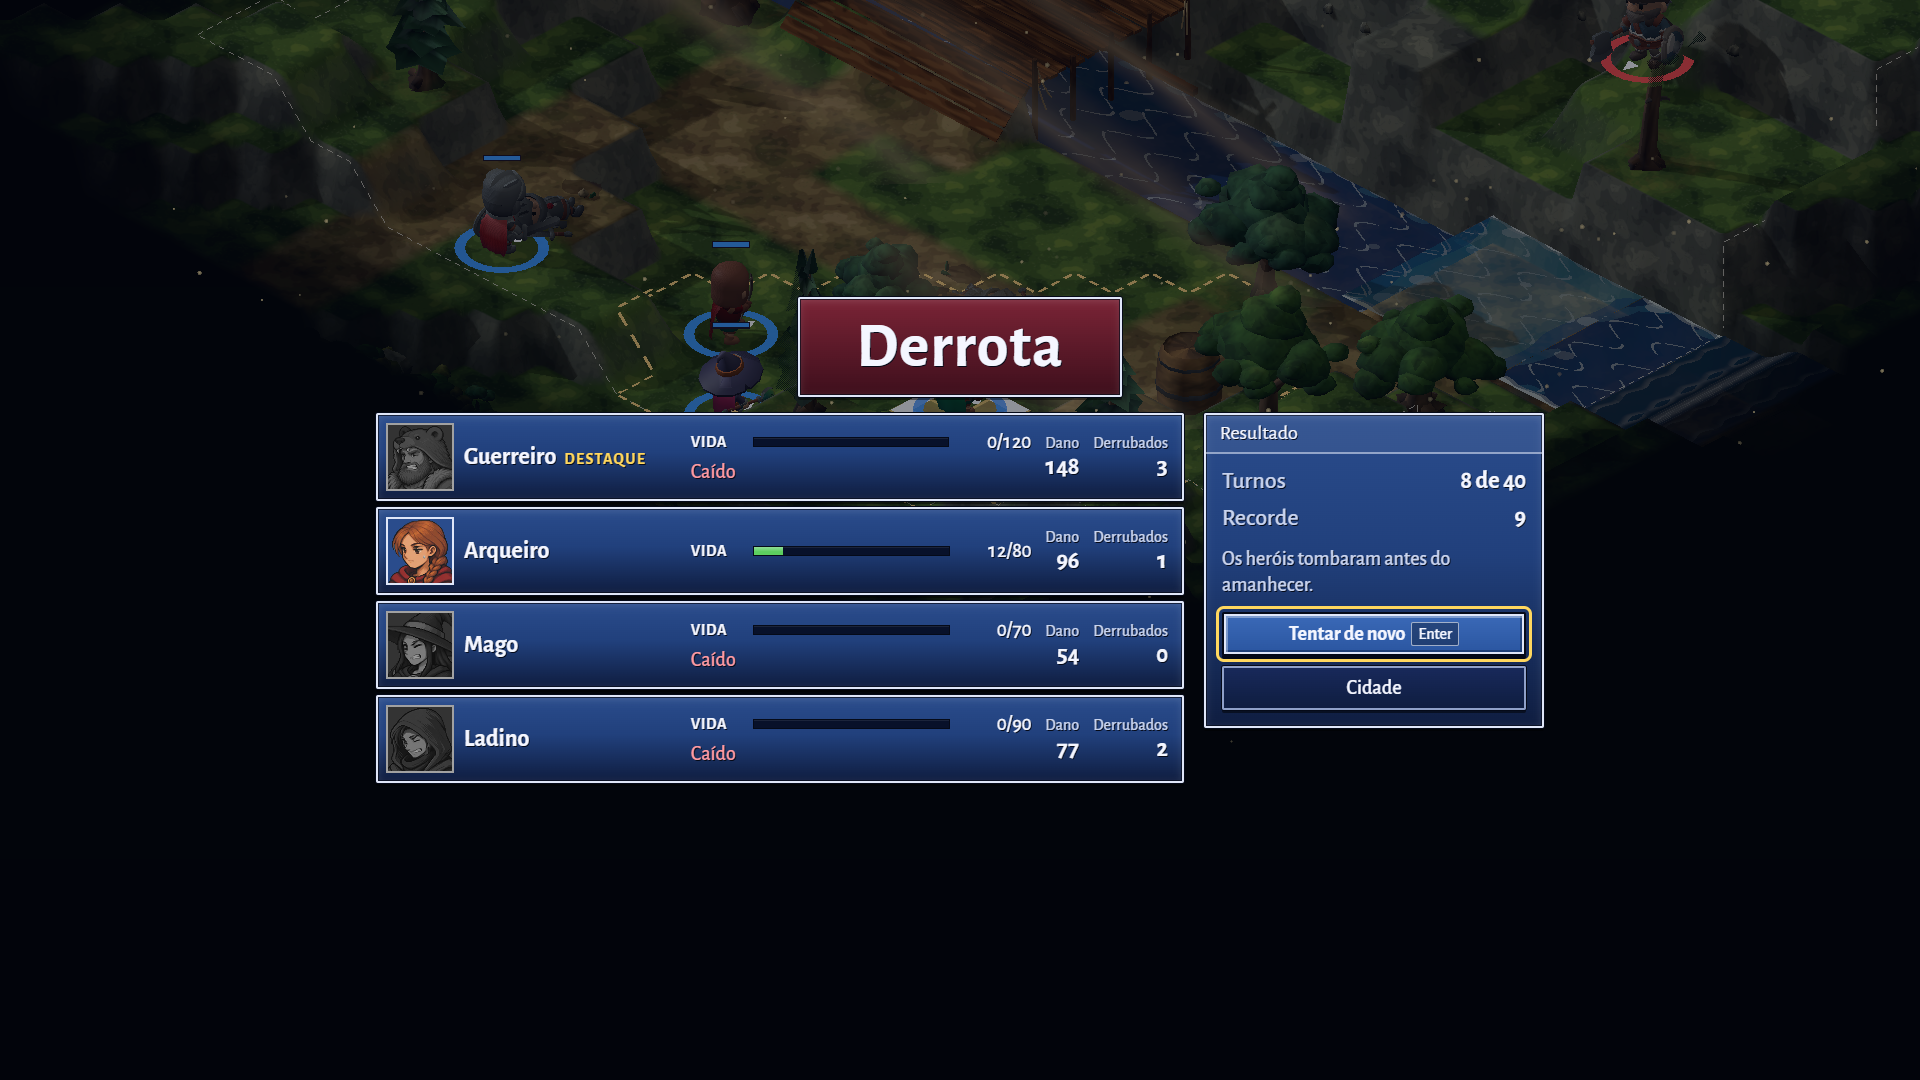 Derrota
Guerreiro DESTAQUE
VIDA 0/120 Dano Derrubados
Caído 148 3
Arqueiro
VIDA 12/80 Dano Derrubados
96 1
Mago
VIDA 0/70 Dano Derrubados
Caído 54 0
Ladino
VIDA 0/90 Dano Derrubados
Caído 77 2
Resultado
Turnos 8 de 40
Recorde 9
Os heróis tombaram antes do
amanhecer.
Tentar de novo Enter
Cidade